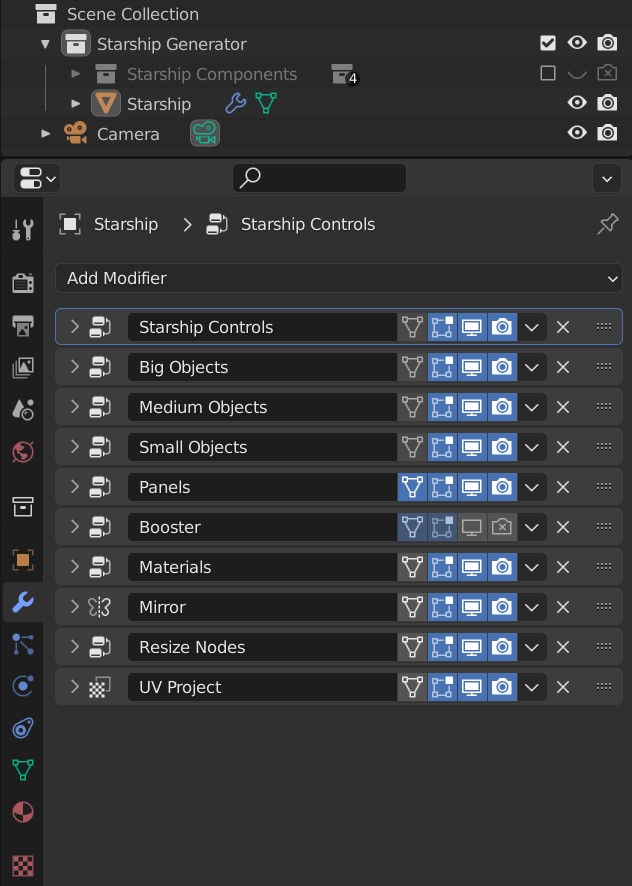 Scene Collection
Starship Generator
Starship Components 4
Starship
Camera
Starship > Starship Controls
Add Modifier
Starship Controls
Big Objects
Medium Objects
Small Objects
Panels
Booster
Materials
Mirror
Resize Nodes
UV Project